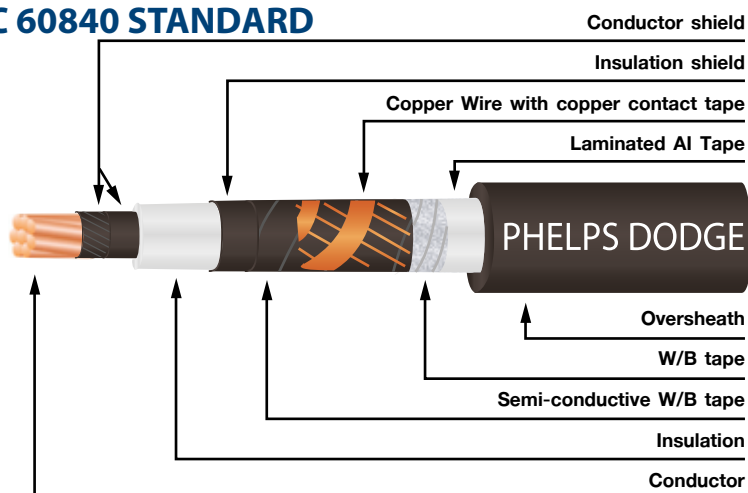 C 60840 STANDARD
Conductor shield
Insulation shield
Copper Wire with copper contact tape
Laminated Al Tape
PHELPS DODGE
Oversheath
W/B tape
Semi-conductive W/B tape
Insulation
Conductor